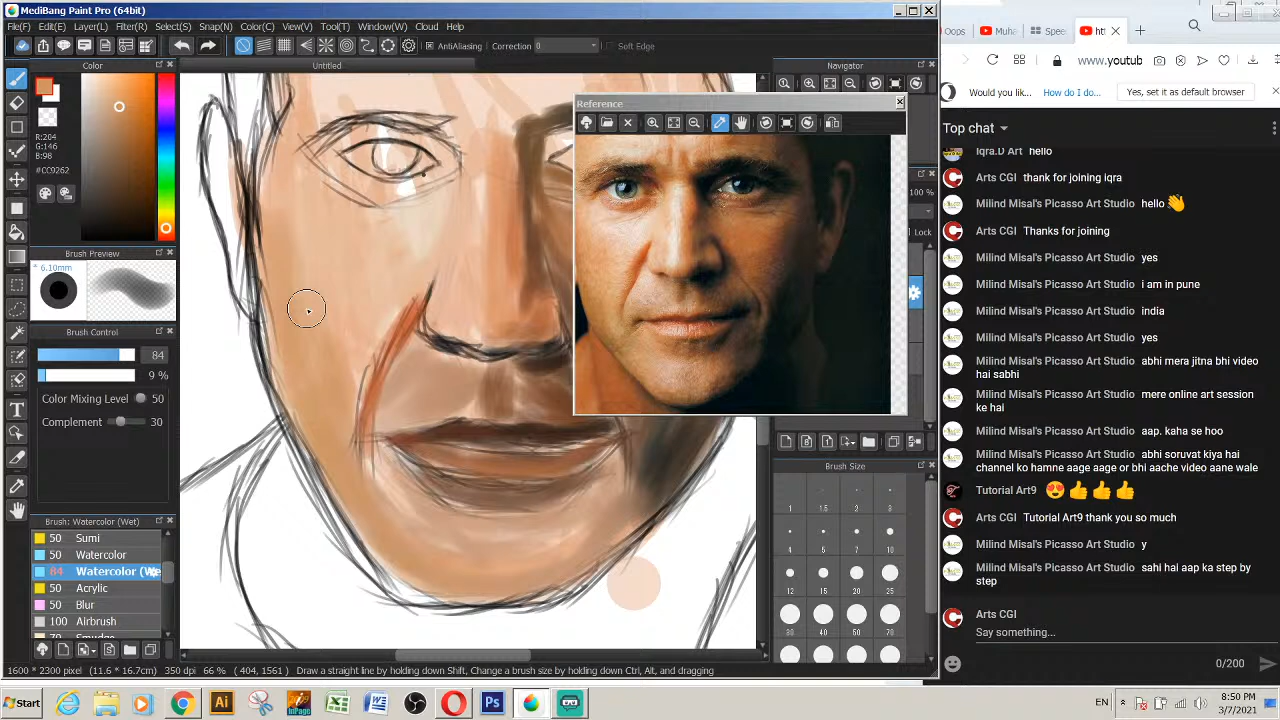 MediBang Paint Pro (64bit)
File(F) Edit(E) Layer(L) Filter(R) Select(S) Snap(N) Color(C) View(V) Tool(T) Window(W) Cloud Help
AntiAliasing Correction 0 Soft Edge
Color
Untitled
Navigator
R:204
G:146
B:98
#CC9262
Reference
100 %
Lock
Brush Preview
* 6.10mm
Brush Control
84
9 %
Color Mixing Level 50
Complement 30
Brush: Watercolor (Wet)
50 Sumi
50 Watercolor
84 Watercolor (We
50 Acrylic
50 Blur
100 Airbrush
70 Smudge
Brush Size
1 1.5 2 3
4 5 7 10
12 15 20 25
30 40 50 70
1600 * 2300 pixel (11.6 * 16.7cm) 350 dpi 66 % ( 404, 1561) Draw a straight line by holding down Shift, Change a brush size by holding down Ctrl, Alt, and dragging
Oops Muha Spee ht
www.youtub
Would you like. How do I do. Yes, set it as default browser
Top chat
Iqra.D Art hello
Arts CGI thank for joining iqra
Milind Misal's Picasso Art Studio hello 👋
Arts CGI Thanks for joining
Milind Misal's Picasso Art Studio yes
Milind Misal's Picasso Art Studio i am in pune
Milind Misal's Picasso Art Studio india
Milind Misal's Picasso Art Studio yes
Milind Misal's Picasso Art Studio abhi mera jitna bhi video
hai sabhi
Milind Misal's Picasso Art Studio mare online art session
ke hai
Milind Misal's Picasso Art Studio aap. kaha se hoo
Milind Misal's Picasso Art Studio abhi soruvat kiya hai
channel ko hamne aage aage or bhi aache video aane wale
Tutorial Art9 😍👍👍👍
Arts CGI Tutuial Art9 thank you so much
Milind Misal's Picasso Art Studio y
Milind Misal's Picasso Art Studio sahi hai aap ka step by
step
Arts CGI
Say something...
0/200
Start
EN
8:59 PM
3/7/2021